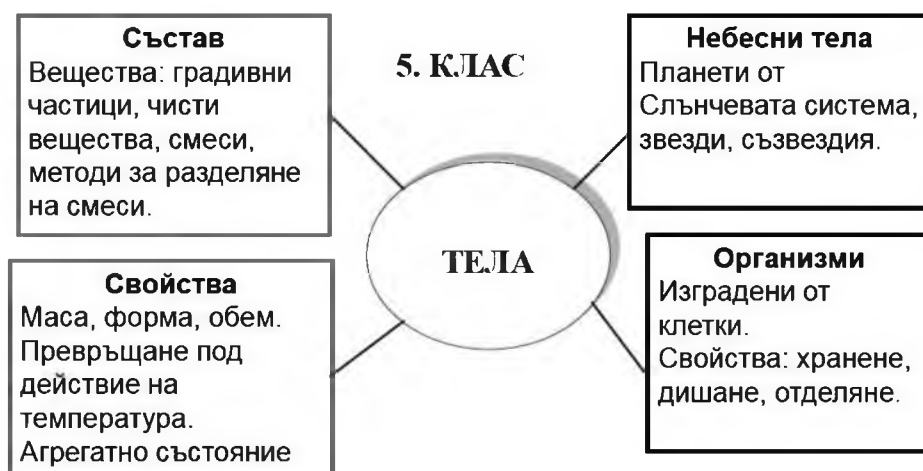 Състав
Вещества: градивни
частици, чисти
вещества, смеси,
методи за разделяне
на смеси.
5. КЛАС
Небесни тела
Планети от
Слънчевата система,
звезди, съзвездия.
ТЕЛА
Свойства
Маса, форма, обем.
Превръщане под
действие на
температура.
Агрегатно състояние
Организми
Изградени от
клетки.
Свойства: хранене,
дишане, отделяне.